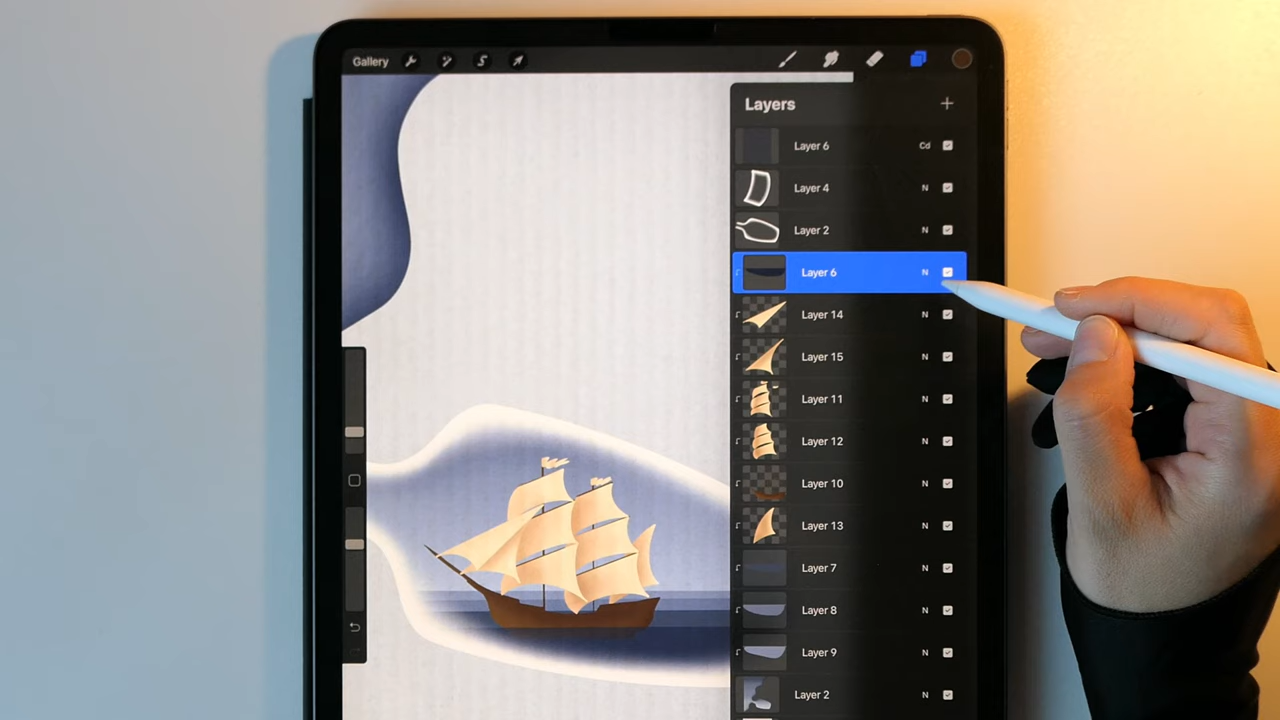 Gallery
Layers
Layer 6 Cd
Layer 4 N
Layer 2 N
Layer 6 N
Layer 14 N
Layer 15 N
Layer 11 N
Layer 12 N
Layer 10 N
Layer 13 N
Layer 7 N
Layer 8 N
Layer 9 N
Layer 2 N